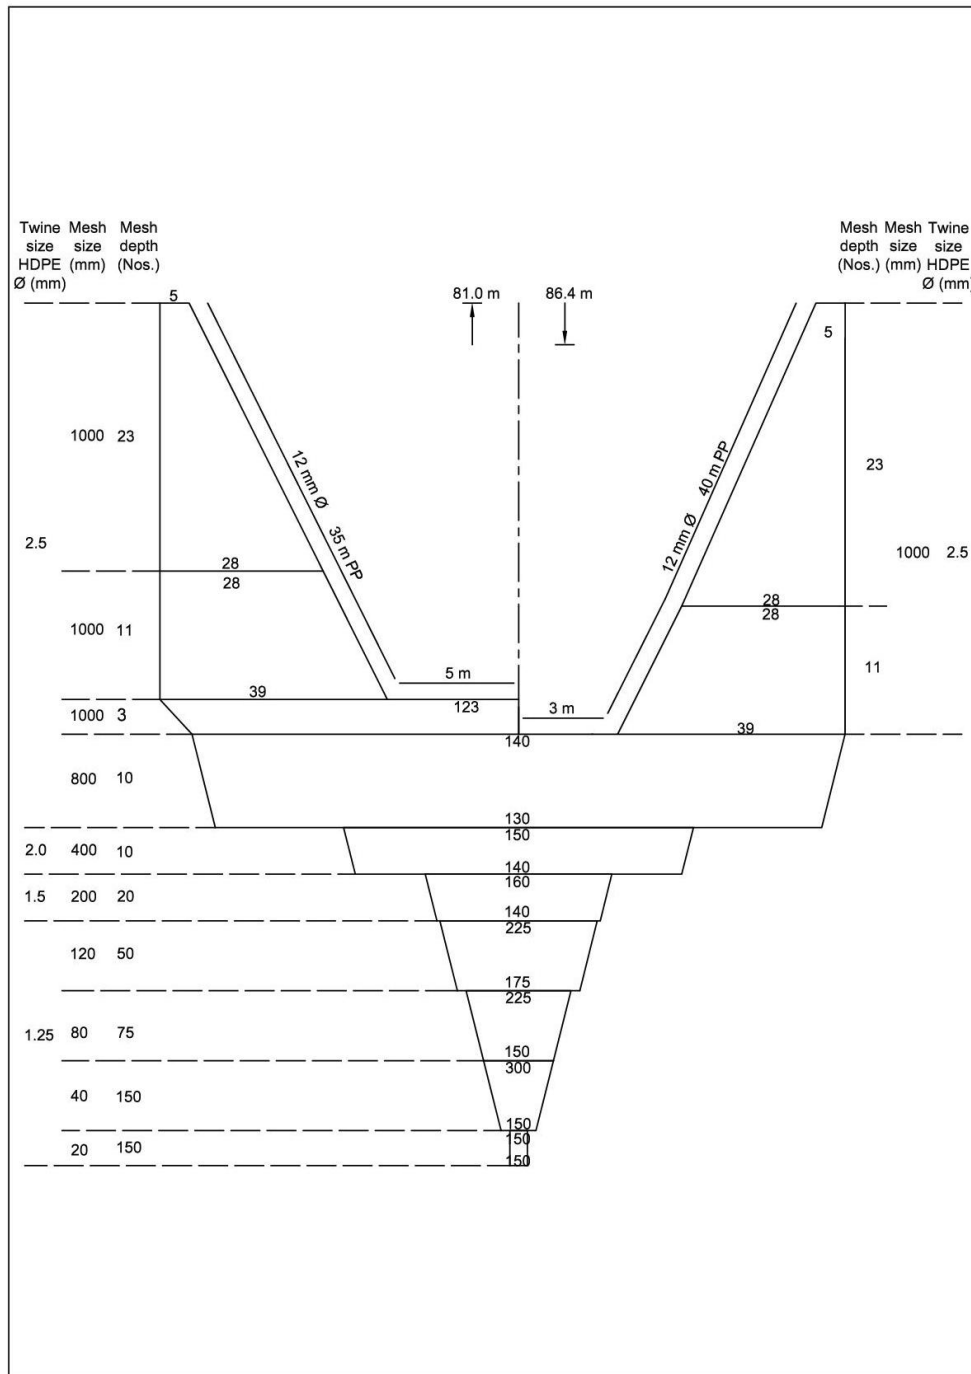 Twine Mesh Mesh
size size depth
HDPE (mm) (Nos.)
Ø (mm)
Mesh Mesh Twine
depth size size
(Nos.) (mm) HDPE
Ø (mm)
5
81.0 m 86.4 m
5
1000 23
12 mm Ø 35 m PP
12 mm Ø 40 m PP
23
2.5
1000 2.5
28
28
28
28
1000 11
11
5 m
39
123
3 m
1000 3
39
140
800 10
130
150
2.0 400 10
140
160
1.5 200 20
140
225
120 50
175
225
1.25 80 75
150
300
40 150
150
150
20 150
150